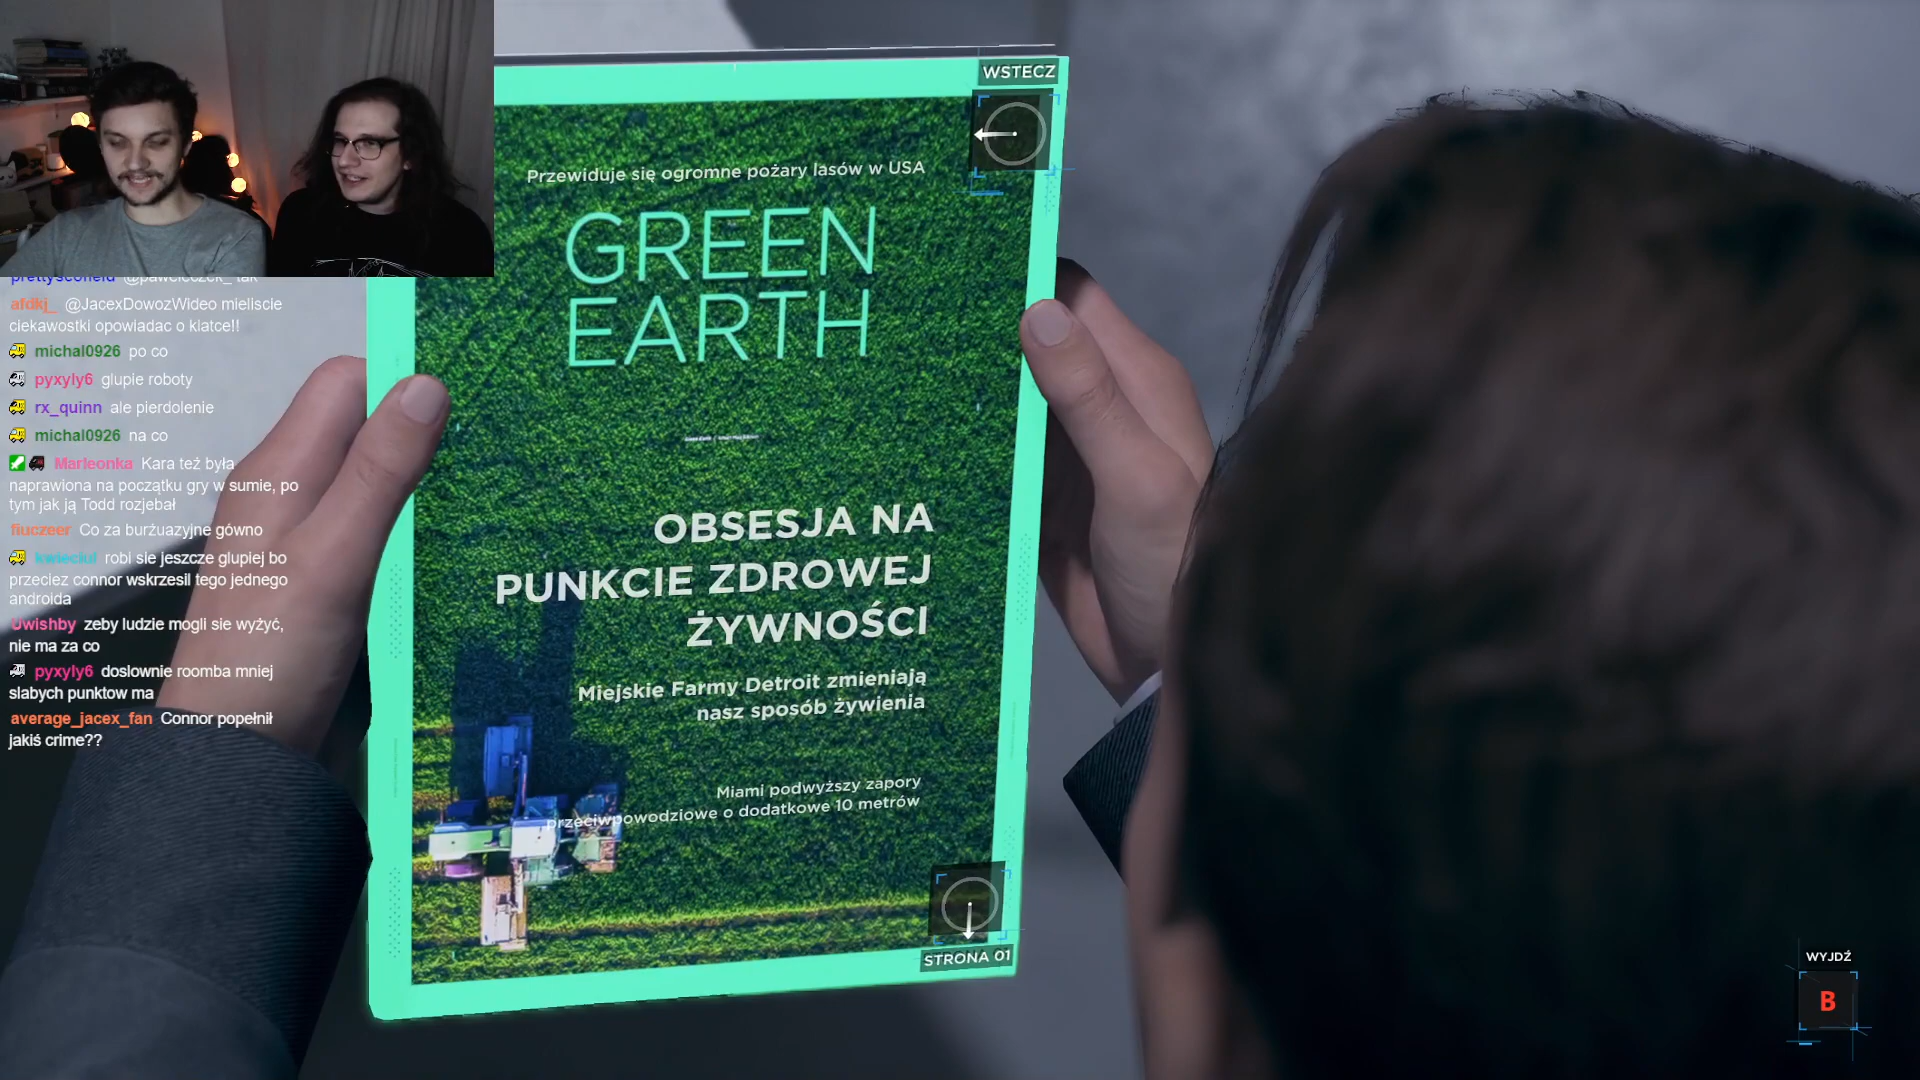 WSTECZ
Przewiduje się ogromne pożary lasów w USA
GREEN
EARTH
OBSESJA NA
PUNKCIE ZDROWEJ
ŻYWNOŚCI
Miejskie Farmy Detroit zmieniają
nasz sposób żywienia
Miami podwyższy zapory
przeciwpowodziowe o dodatkowe 10 metrów
STRONA 01
WYJDŹ
B
afdkj_ @JacexDowozWideo mieliscie
ciekawostki opowiadac o klatce!!
michal0926 po co
pyxyly6 glupie roboty
rx_quinn ale pierdolenie
michal0926 na co
Marleonka Kara też była
naprawiona na początku gry w sumie, po
tym jak ją Todd rozjebał
fiuczeer Co za burżuazyjne gówno
kwieciul robi sie jeszcze glupiej bo
przeciez connor wskrzesil tego jednego
androida
Uwishby zeby ludzie mogli sie wyżyć,
nie ma za co
pyxyly6 doslownie roomba mniej
slabych punktow ma
average_jacex_fan Connor popełnił
jakiś crime??